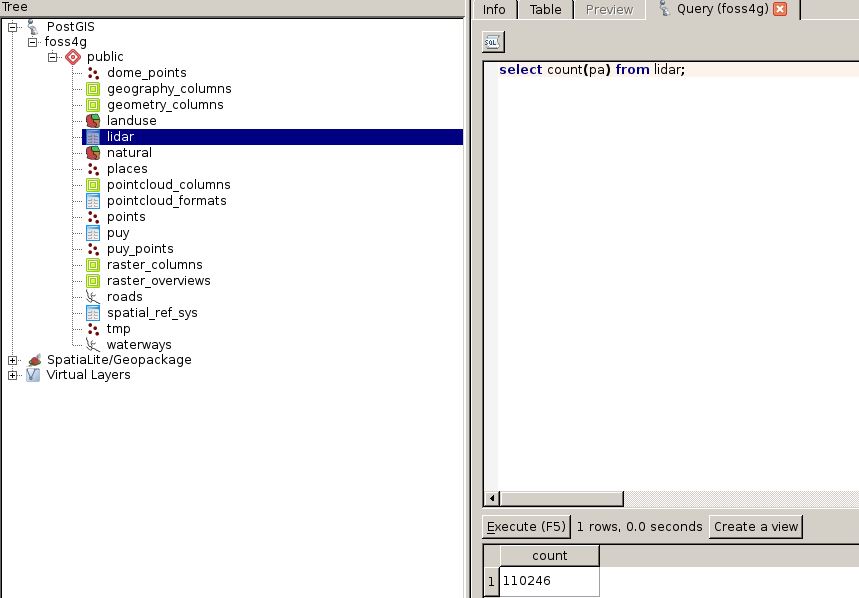 Tree
PostGIS
foss4g
public
dome_points
geography_columns
geometry_columns
landuse
lidar
natural
places
pointcloud_columns
pointcloud_formats
points
puy
puy_points
raster_columns
raster_overviews
roads
spatial_ref_sys
tmp
waterways
SpatiaLite/Geopackage
Virtual Layers
Info Table Preview Query (foss4g)
SQL
select count(pa) from lidar;
Execute (F5) 1 rows, 0.0 seconds Create a view
count
1 110246